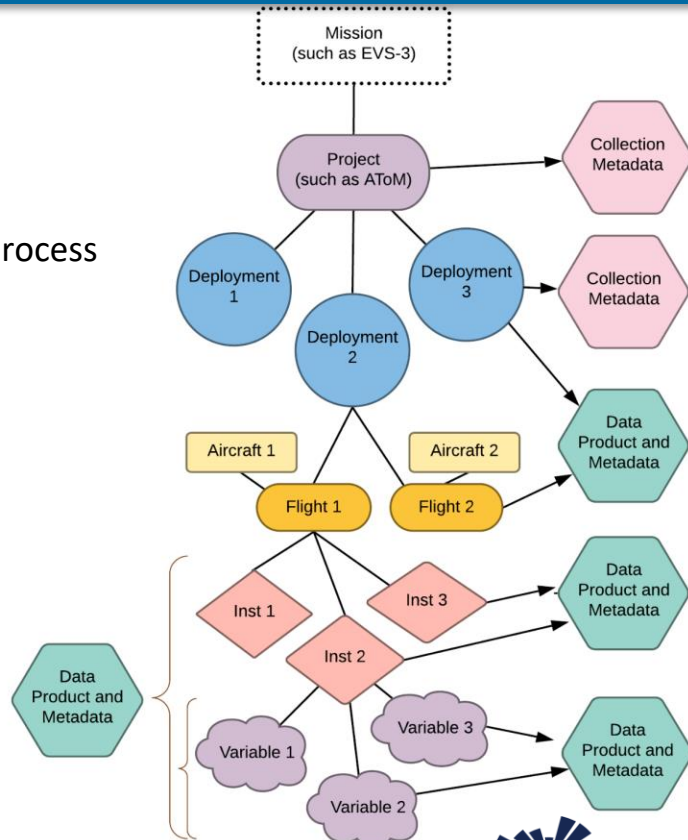 Mission
(such as EVS-3)
Project
(such as AToM)
Collection
Metadata
rocess
Deployment
1
Deployment
2
Deployment
3
Collection
Metadata
Data
Product and
Metadata
Aircraft 1
Aircraft 2
Flight 1
Flight 2
Inst 1
Inst 2
Inst 3
Data
Product and
Metadata
Data
Product and
Metadata
Variable 1
Variable 2
Variable 3
Data
Product and
Metadata